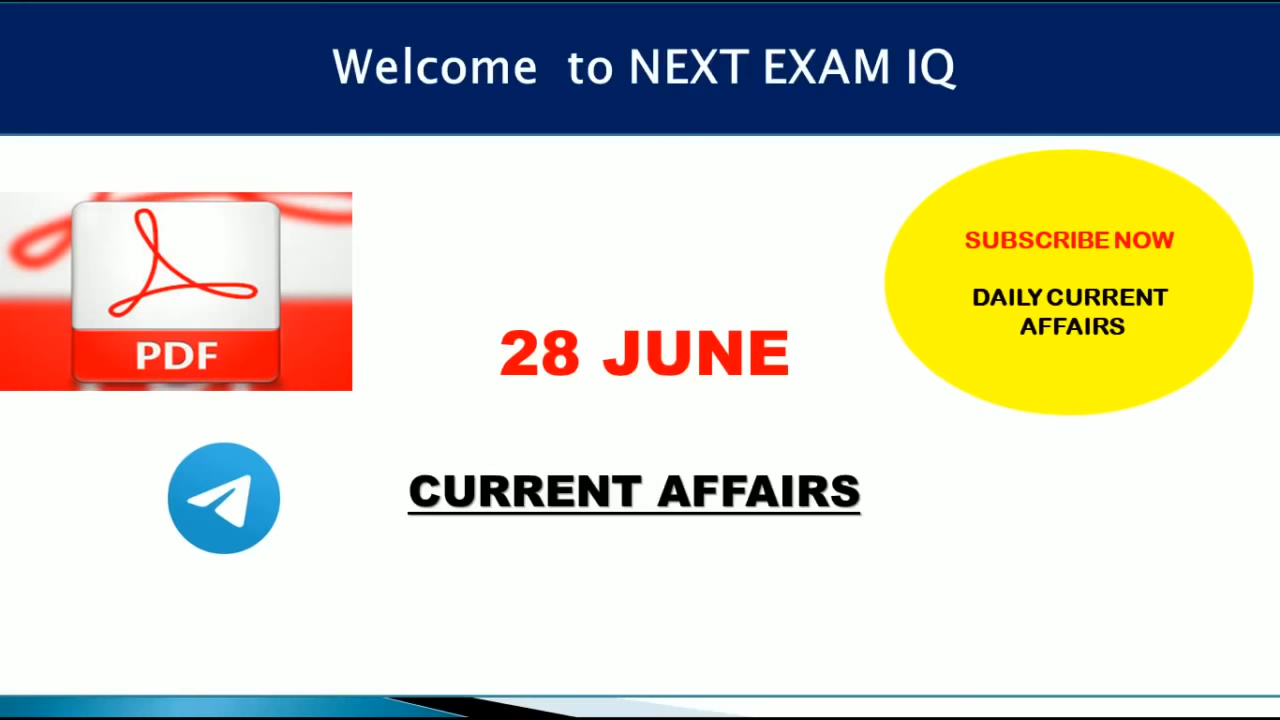 Welcome to NEXT EXAM IQ
PDF
SUBSCRIBE NOW
DAILY CURRENT
AFFAIRS
28 JUNE
CURRENT AFFAIRS